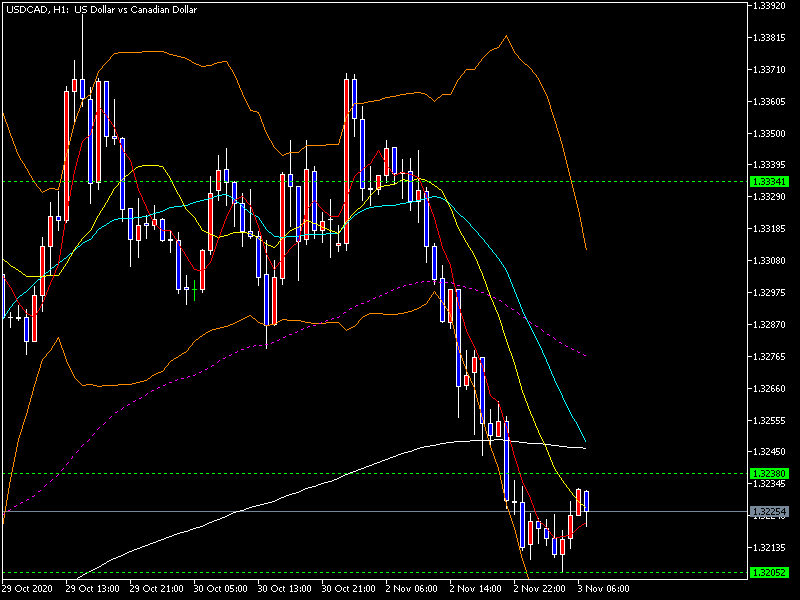 USDCAD, H1: US Dollar vs Canadian Dollar
1.33920
1.33815
1.33710
1.33605
1.33500
1.33395
1.33341
1.33290
1.33185
1.33080
1.32975
1.32870
1.32765
1.32660
1.32555
1.32450
1.32380
1.32345
1.32254
1.32135
1.32052
29 Oct 2020
29 Oct 13:00
29 Oct 21:00
30 Oct 05:00
30 Oct 13:00
30 Oct 21:00
2 Nov 06:00
2 Nov 14:00
2 Nov 22:00
3 Nov 06:00